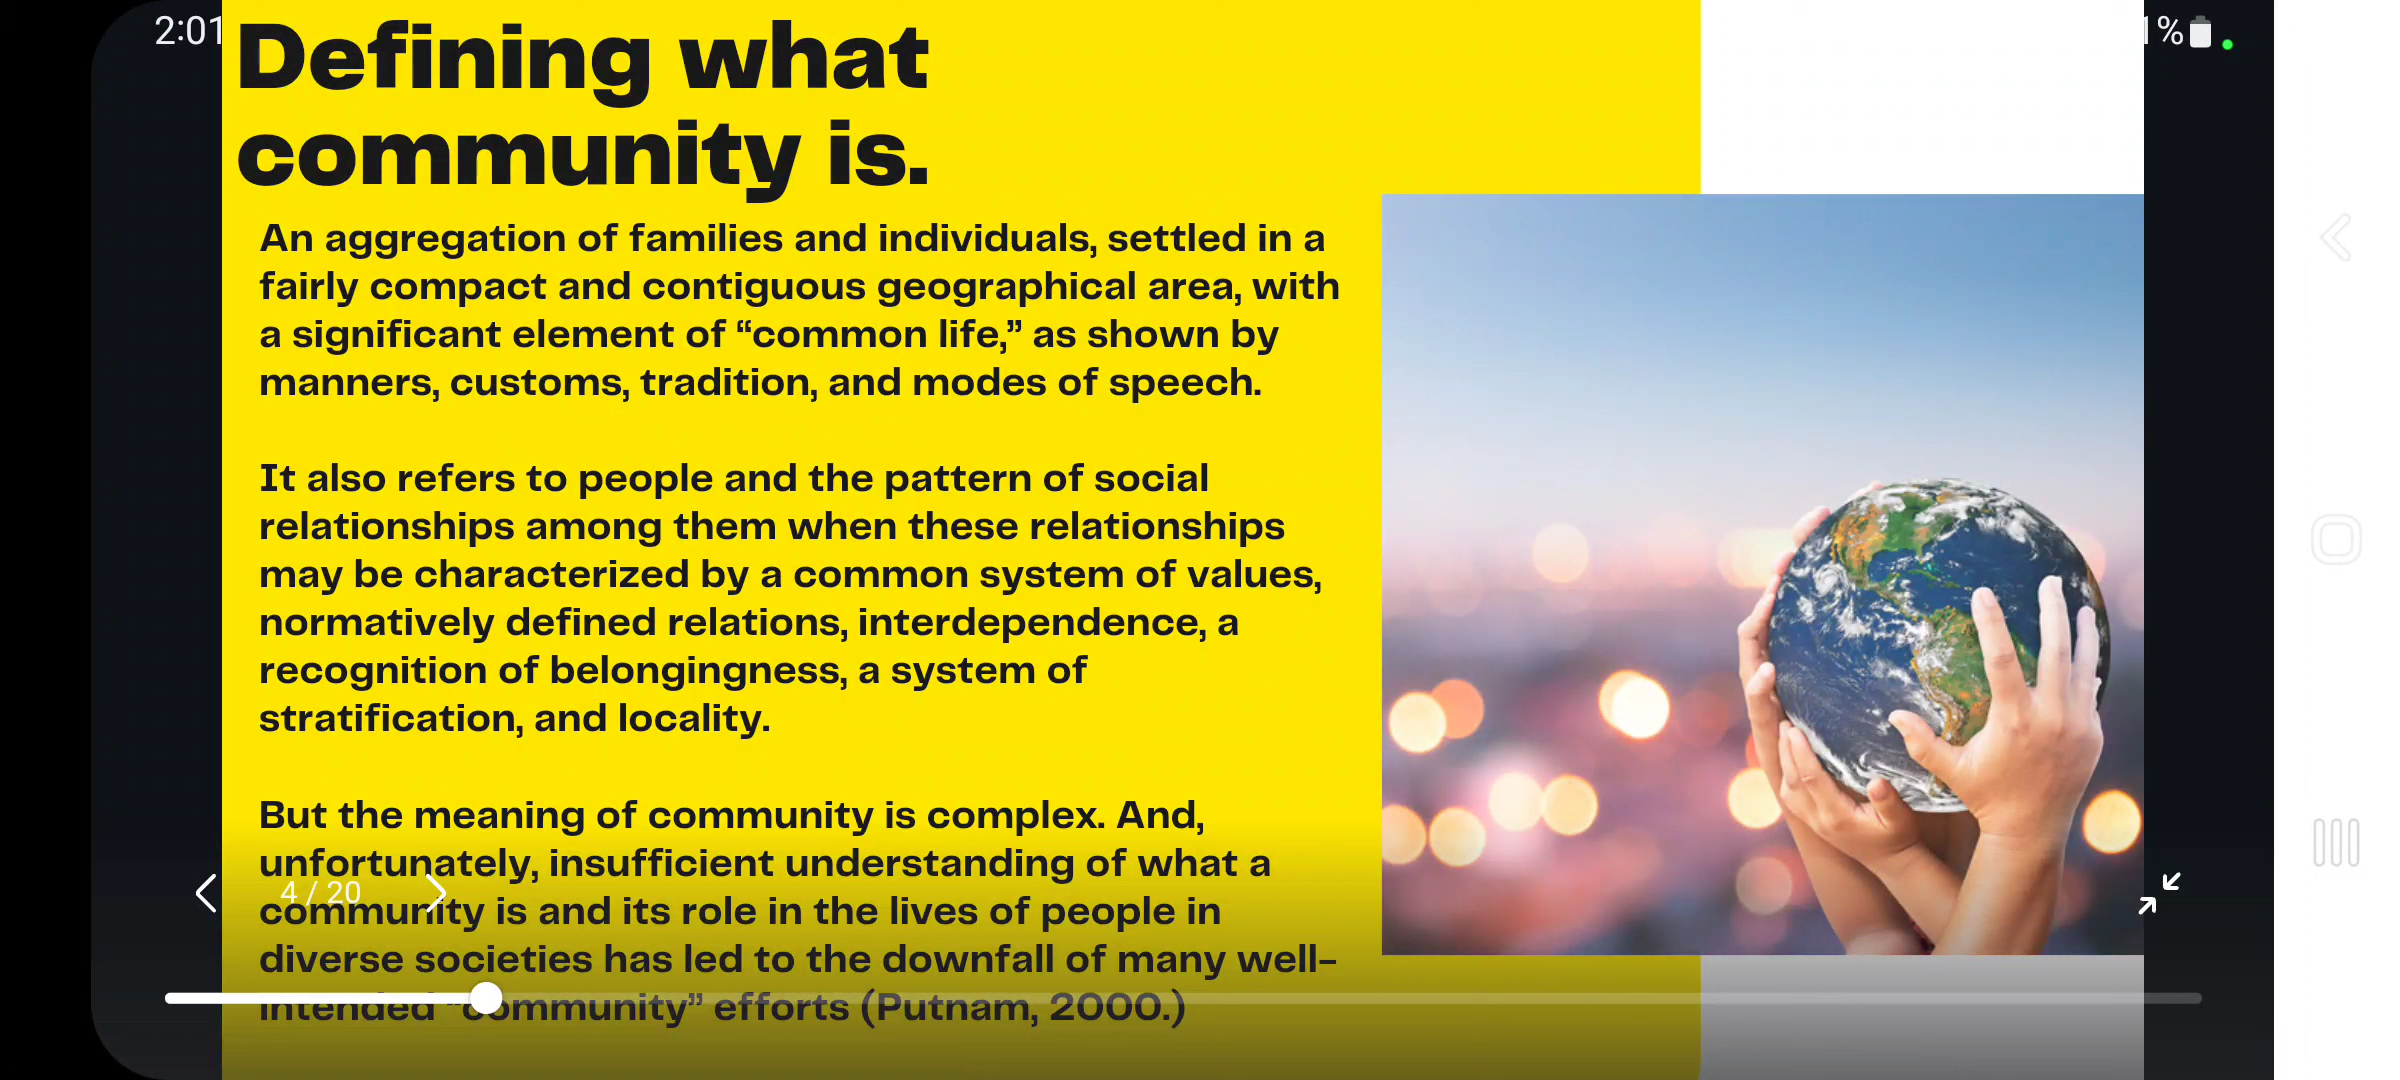 2:01
1%
Defining what
community is.
An aggregation of families and individuals, settled in a
fairly compact and contiguous geographical area, with
a significant element of “common life,” as shown by
manners, customs, tradition, and modes of speech.
It also refers to people and the pattern of social
relationships among them when these relationships
may be characterized by a common system of values,
normatively defined relations, interdependence, a
recognition of belongingness, a system of
stratification, and locality.
But the meaning of community is complex. And,
unfortunately, insufficient understanding of what a
4 / 20
community is and its role in the lives of people in
diverse societies has led to the downfall of many well-
intended “community” efforts (Putnam, 2000.)